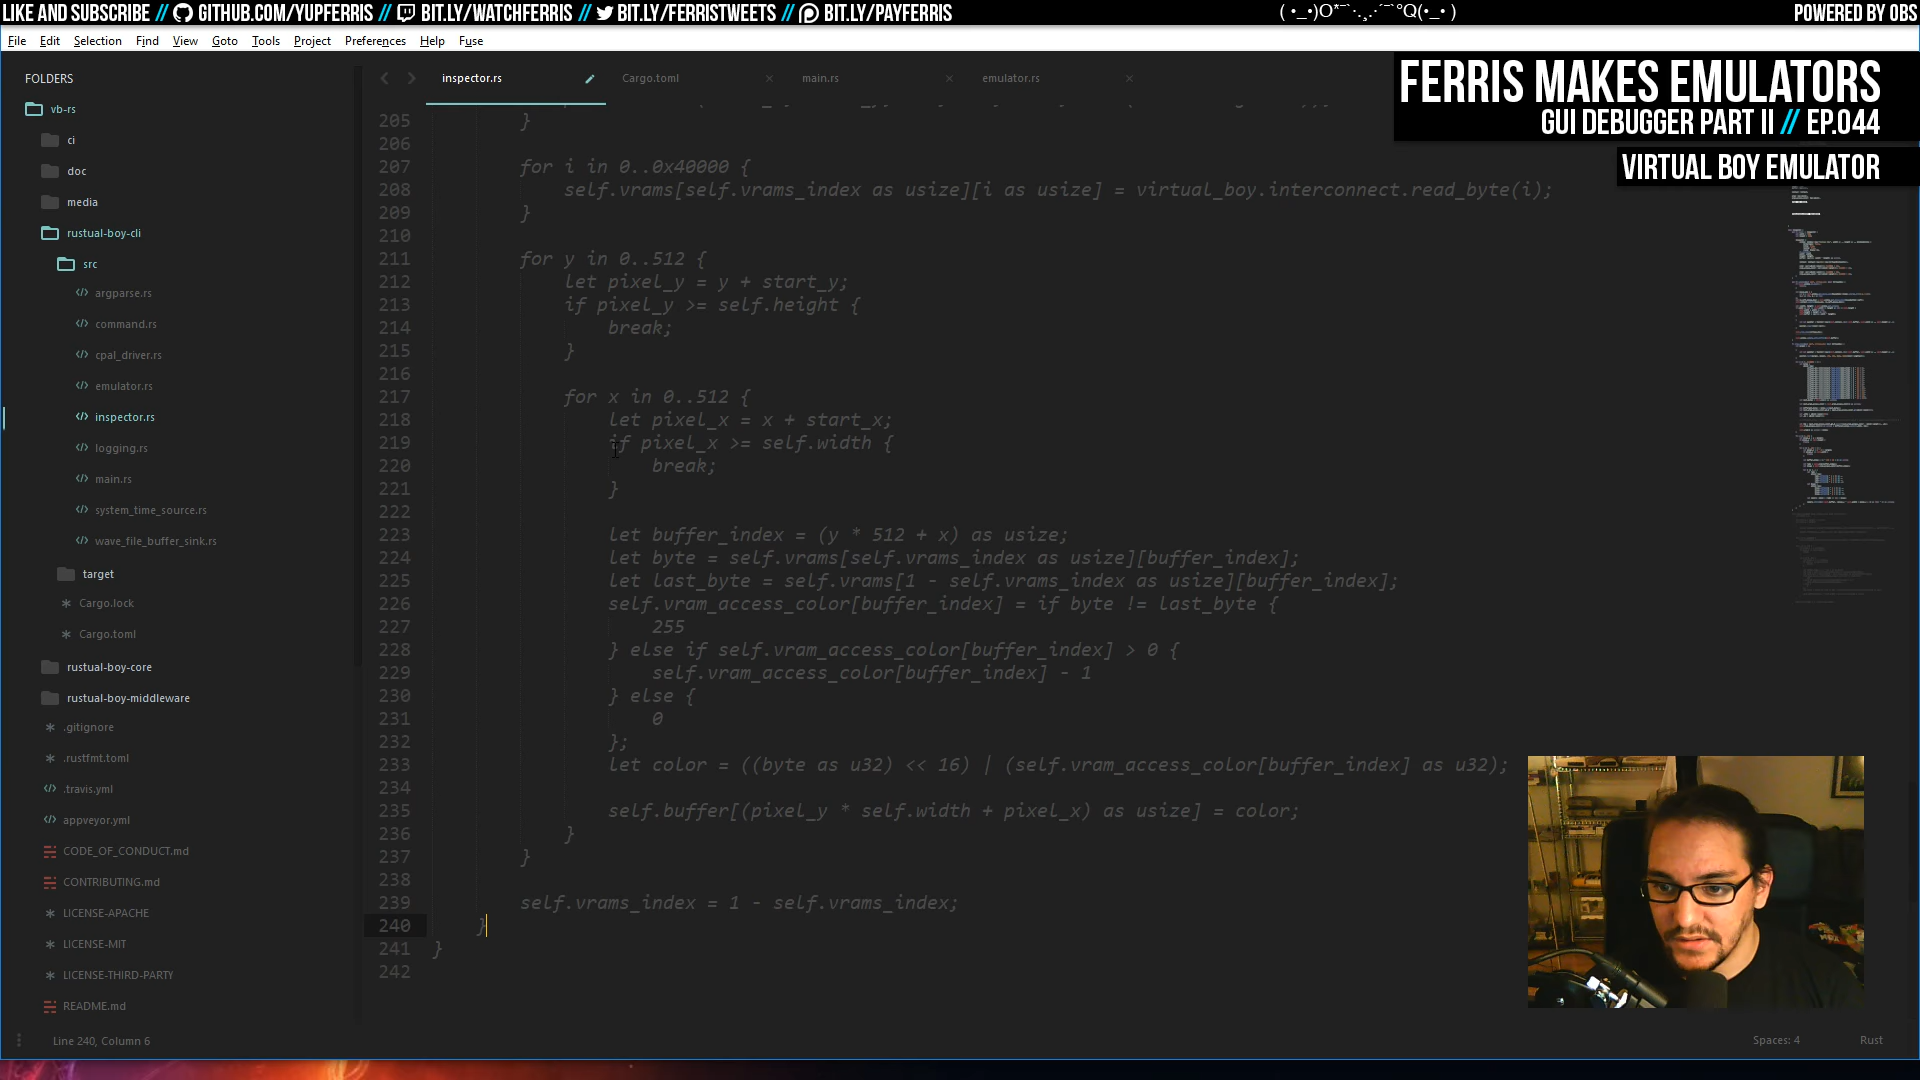 LIKE AND SUBSCRIBE // GITHUB.COM/YUPFERRIS // BIT.LY/WATCHFERRIS // BIT.LY/FERRISTWEETS // BIT.LY/PAYFERRIS
POWERED BY OBS
File Edit Selection Find View Goto Tools Project Preferences Help Fuse
FERRIS MAKES EMULATORS
GUI DEBUGGER PART II // EP.044
VIRTUAL BOY EMULATOR
FOLDERS
vb-rs
ci
doc
media
rustual-boy-cli
src
argparse.rs
command.rs
cpal_driver.rs
emulator.rs
inspector.rs
logging.rs
main.rs
system_time_source.rs
wave_file_buffer_sink.rs
target
Cargo.lock
Cargo.toml
rustual-boy-core
rustual-boy-middleware
.gitignore
.rustfmt.toml
.travis.yml
appveyor.yml
CODE_OF_CONDUCT.md
CONTRIBUTING.md
LICENSE-APACHE
LICENSE-MIT
LICENSE-THIRD-PARTY
README.md
inspector.rs Cargo.toml main.rs emulator.rs
205 }
206
207 for i in 0..0x40000 {
208 self.vrams[self.vrams_index as usize][i as usize] = virtual_boy.interconnect.read_byte(i);
209 }
210
211 for y in 0..512 {
212 let pixel_y = y + start_y;
213 if pixel_y >= self.height {
214 break;
215 }
216
217 for x in 0..512 {
218 let pixel_x = x + start_x;
219 if pixel_x >= self.width {
220 break;
221 }
222
223 let buffer_index = (y * 512 + x) as usize;
224 let byte = self.vrams[self.vrams_index as usize][buffer_index];
225 let last_byte = self.vrams[1 - self.vrams_index as usize][buffer_index];
226 self.vram_access_color[buffer_index] = if byte != last_byte {
227 255
228 } else if self.vram_access_color[buffer_index] > 0 {
229 self.vram_access_color[buffer_index] - 1
230 } else {
231 0
232 };
233 let color = ((byte as u32) << 16) | (self.vram_access_color[buffer_index] as u32);
234
235 self.buffer[(pixel_y * self.width + pixel_x) as usize] = color;
236 }
237 }
238
239 self.vrams_index = 1 - self.vrams_index;
240 }
241 }
242
Line 240, Column 6
Spaces: 4
Rust